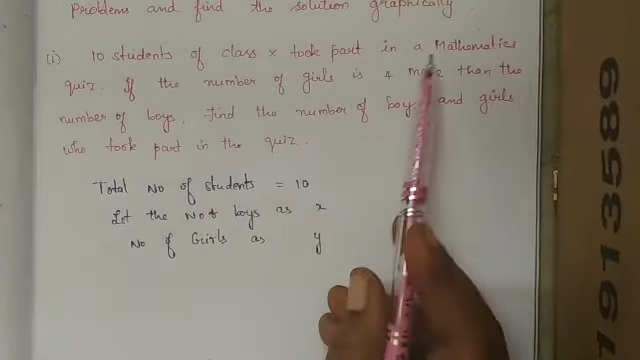 problems and find the solution graphically
(i) 10 students of class x took part in a Mathematics
quiz. If the number of girls is 4 more than the
number of boys, find the number of boys and girls
who took part in the quiz.
Total No of students = 10
Let the No of boys as x
No of Girls as y
1913589